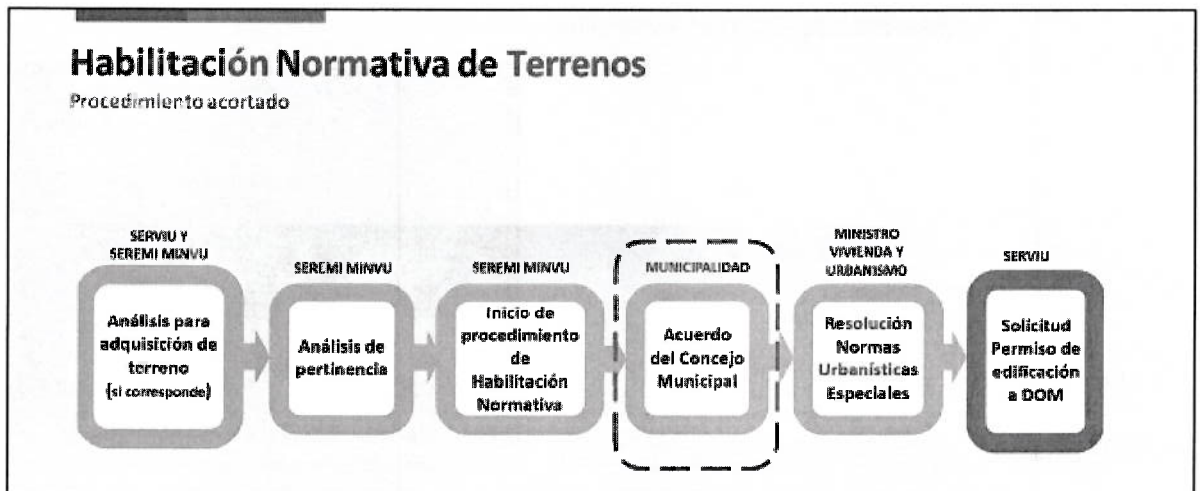 Habilitación Normativa de Terrenos
Procedimiento acortado
SERVIU Y
SEREMI MINVU
Análisis para
adquisición de
terreno
(si corresponde)
SEREMI MINVU
Análisis de
pertinencia
SEREMI MINVU
Inicio de
procedimiento
de
Habilitación
Normativa
MUNICIPALIDAD
Acuerdo
del Concejo
Municipal
MINISTRO
VIVIENDA Y
URBANISMO
Resolución
Normas
Urbanísticas
Especiales
SERVIU
Solicitud
Permiso de
edificación
a DOM